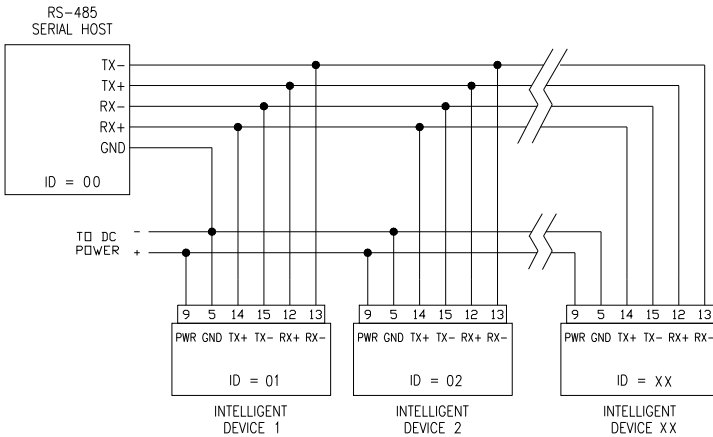 RS-485
SERIAL HOST
TX-
TX+
RX-
RX+
GND
ID = 00
TO DC
POWER
-
+
9 5 14 15 12 13
PWR GND TX+ TX- RX+ RX-
ID = 01
INTELLIGENT
DEVICE 1
9 5 14 15 12 13
PWR GND TX+ TX- RX+ RX-
ID = 02
INTELLIGENT
DEVICE 2
9 5 14 15 12 13
PWR GND TX+ TX- RX+ RX-
ID = XX
INTELLIGENT
DEVICE XX